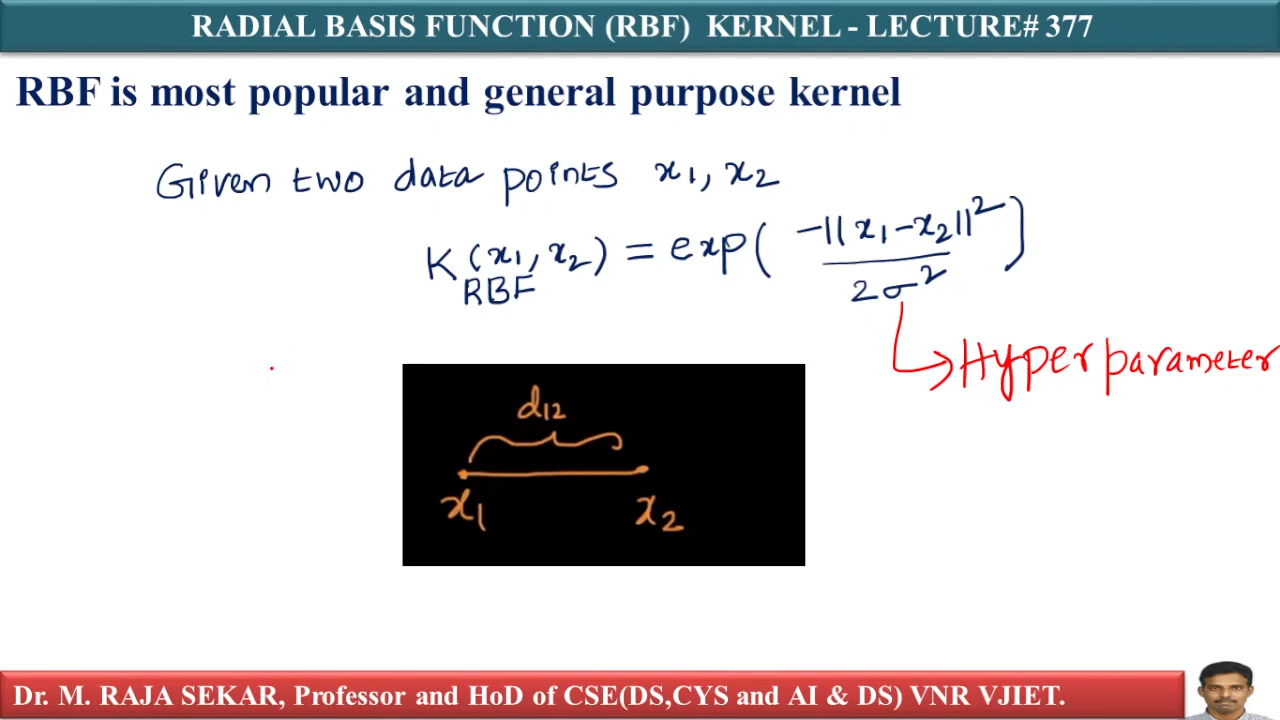 RADIAL BASIS FUNCTION (RBF) KERNEL - LECTURE# 377
RBF is most popular and general purpose kernel
Given two data points x1, x2
K RBF (x1, x2) = exp( -||x1-x2||² / 2σ² )
Hyperparameter
d12
x1 x2
Dr. M. RAJA SEKAR, Professor and HoD of CSE(DS,CYS and AI & DS) VNR VJIET.